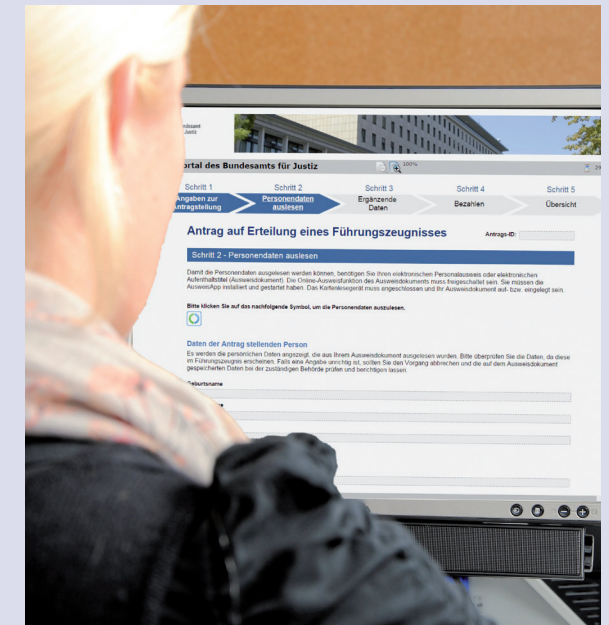 Justiz
ortal des Bundesamts für Justiz
100%
Schritt 1
Schritt 2
Schritt 3
Schritt 4
Schritt 5
ngaben zur
ntragstellung
Personendaten
auslesen
Ergänzende
Daten
Bezahlen
Übersicht
Antrag auf Erteilung eines Führungszeugnisses
Antrags-ID:
Schritt 2 - Personendaten auslesen
Damit die Personendaten ausgelesen werden können, benötigen Sie Ihren elektronischen Personalausweis oder elektronischen
Aufenthaltstitel (Ausweisdokument). Die Online-Ausweisfunktion des Ausweisdokuments muss freigeschaltet sein. Sie müssen die
AusweisApp installiert und gestartet haben. Das Kartenlesegerät muss angeschlossen und Ihr Ausweisdokument auf- bzw. eingelegt sein.
Bitte klicken Sie auf das nachfolgende Symbol, um die Personendaten auszulesen.
Daten der Antrag stellenden Person
Es werden die persönlichen Daten angezeigt, die aus Ihrem Ausweisdokument ausgelesen wurden. Bitte überprüfen Sie die Daten, da diese
im Führungszeugnis erscheinen. Falls eine Angabe unrichtig ist, sollten Sie den Vorgang abbrechen und die auf dem Ausweisdokument
gespeicherten Daten bei der zuständigen Behörde prüfen und berichtigen lassen.
Geburtsname